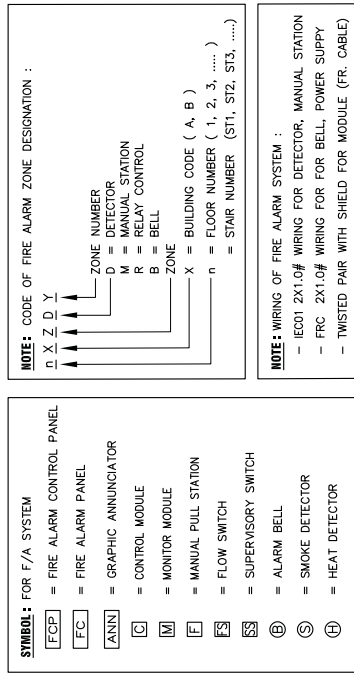 SYMBOL: FOR F/A SYSTEM
FCP = FIRE ALARM CONTROL PANEL
FC = FIRE ALARM PANEL
ANN = GRAPHIC ANNUNCIATOR
C = CONTROL MODULE
M = MONITOR MODULE
F = MANUAL PULL STATION
FS = FLOW SWITCH
SS = SUPERVISORY SWITCH
B = ALARM BELL
S = SMOKE DETECTOR
H = HEAT DETECTOR
NOTE: CODE OF FIRE ALARM ZONE DESIGNATION :
n X Z D Y
ZONE NUMBER
D = DETECTOR
M = MANUAL STATION
R = RELAY CONTROL
B = BELL
ZONE
X = BUILDING CODE ( A, B )
n = FLOOR NUMBER ( 1, 2, 3, ..... )
= STAIR NUMBER (ST1, ST2, ST3, .....)
NOTE: WIRING OF FIRE ALARM SYSTEM :
- IEC01 2X1.0# WIRING FOR DETECTOR, MANUAL STATION
- FRC 2X1.0# WIRING FOR FOR BELL, POWER SUPPY
- TWISTED PAIR WITH SHIELD FOR MODULE (FR. CABLE)